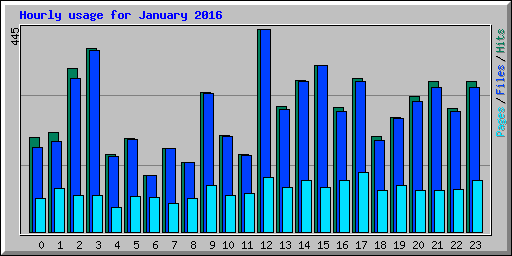 Hourly usage for January 2016
445
Pages/Files/Hits
0 1 2 3 4 5 6 7 8 9 10 11 12 13 14 15 16 17 18 19 20 21 22 23